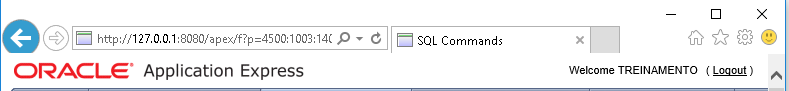 http://127.0.0.1:8080/apex/f?p=4500:1003:140
SQL Commands
ORACLE Application Express
Welcome TREINAMENTO ( Logout )